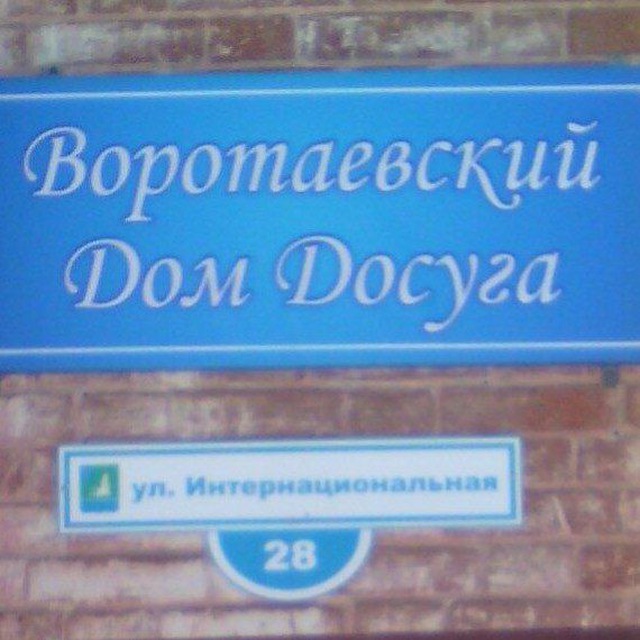 Воротаевский
Дом Досуга
ул. Интернациональная
28